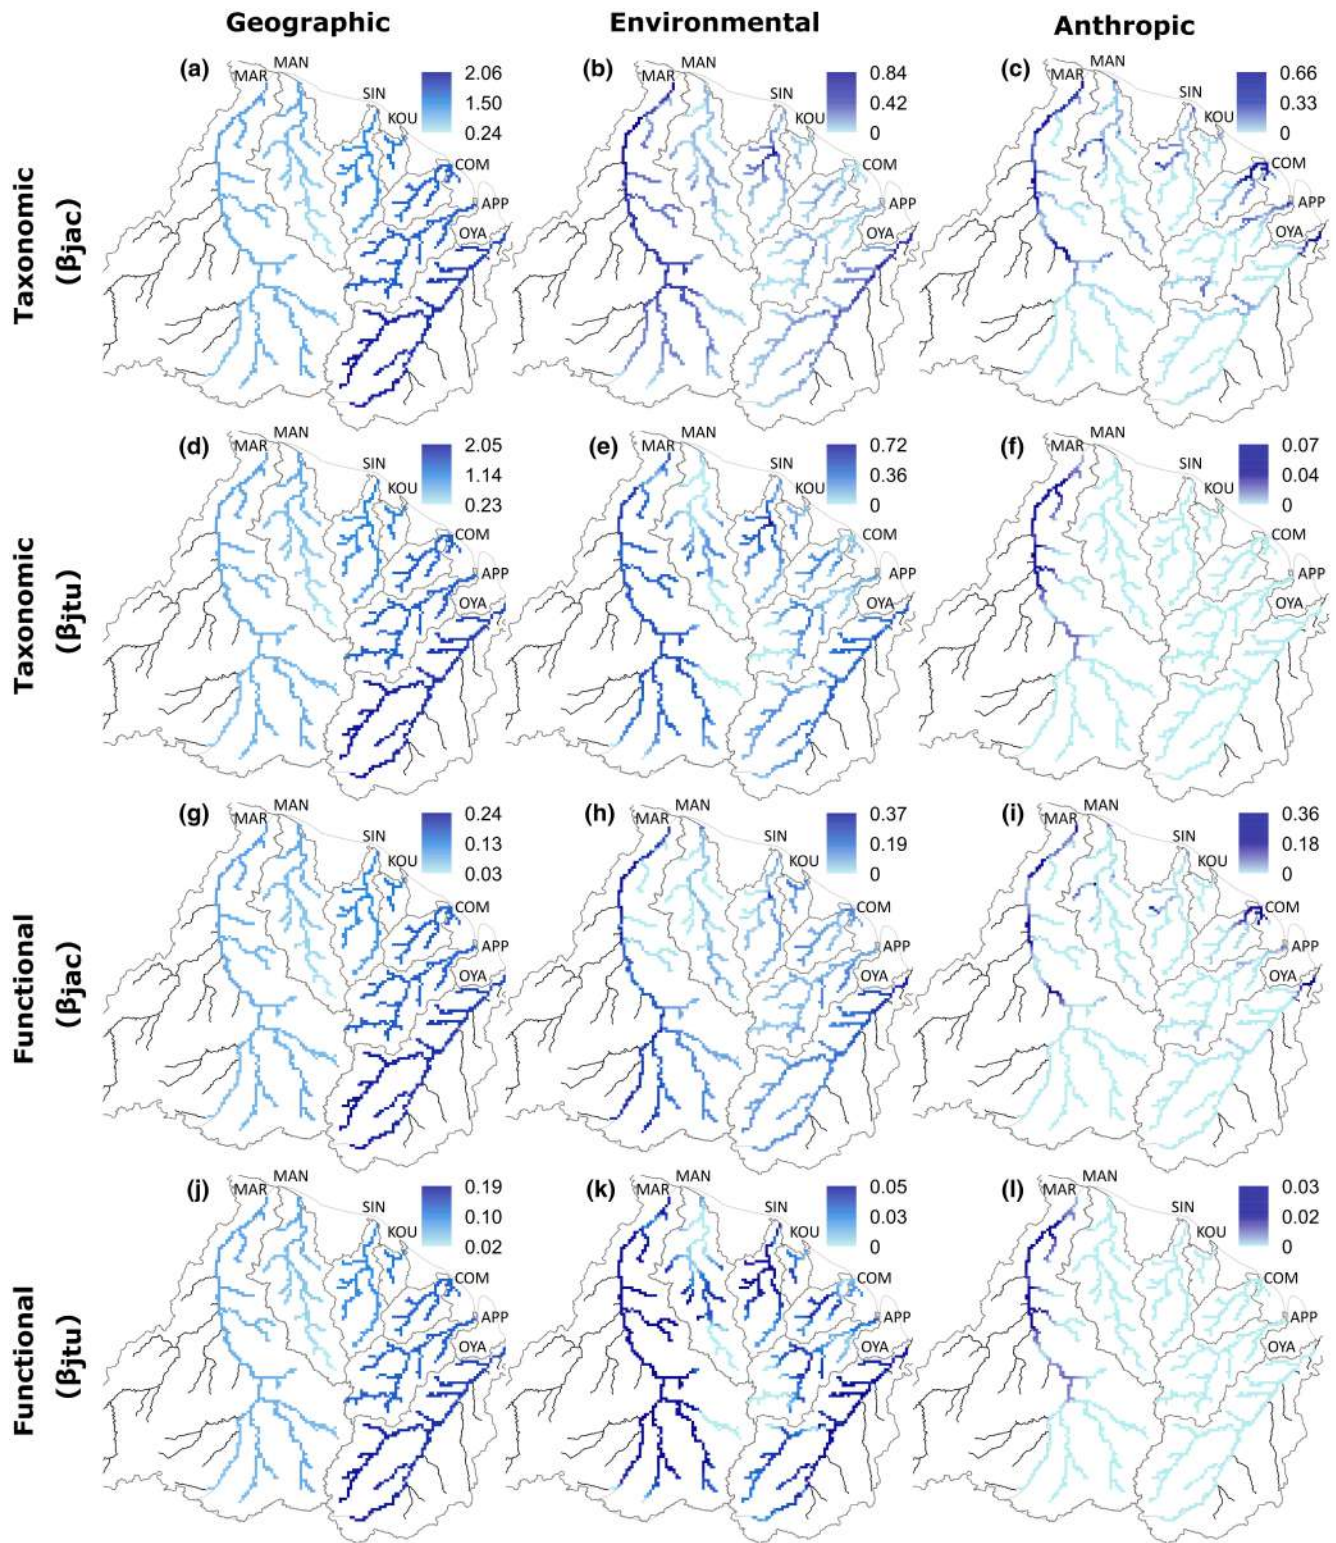 Geographic Environmental Anthropic
Taxonomic (βjac)
(a) MAR MAN SIN KOU COM APP OYA 2.06 1.50 0.24
(b) MAR MAN SIN KOU COM APP OYA 0.84 0.42 0
(c) MAR MAN SIN KOU COM APP OYA 0.66 0.33 0
Taxonomic (βjtu)
(d) MAR MAN SIN KOU COM APP OYA 2.05 1.14 0.23
(e) MAR MAN SIN KOU COM APP OYA 0.72 0.36 0
(f) MAR MAN SIN KOU COM APP OYA 0.07 0.04 0
Functional (βjac)
(g) MAR MAN SIN KOU COM APP OYA 0.24 0.13 0.03
(h) MAR MAN SIN KOU COM APP OYA 0.37 0.19 0
(i) MAR MAN SIN KOU COM APP OYA 0.36 0.18 0
Functional (βjtu)
(j) MAR MAN SIN KOU COM APP OYA 0.19 0.10 0.02
(k) MAR MAN SIN KOU COM APP OYA 0.05 0.03 0
(l) MAR MAN SIN KOU COM APP OYA 0.03 0.02 0